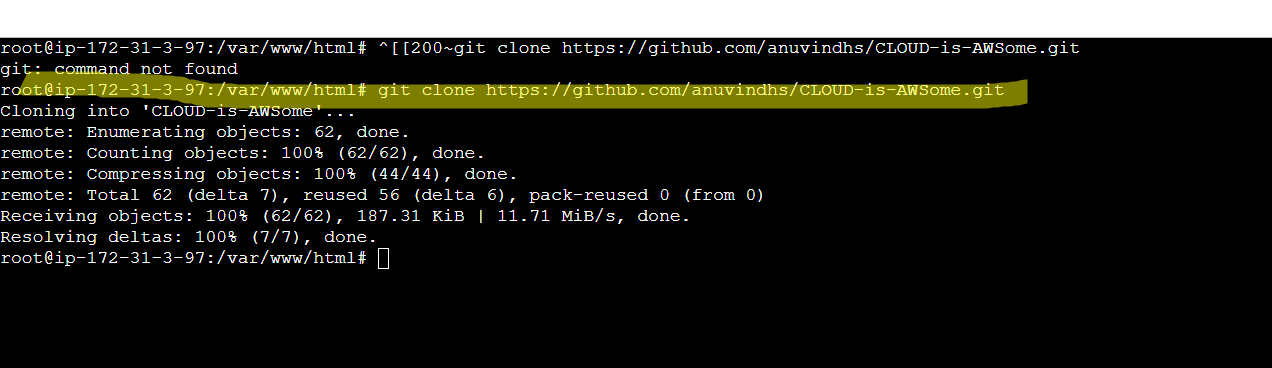 root@ip-172-31-3-97:/var/www/html# ^[[200~git clone https://github.com/anuvindhs/CLOUD-is-AWSome.git
git: command not found
root@ip-172-31-3-97:/var/www/html# git clone https://github.com/anuvindhs/CLOUD-is-AWSome.git
Cloning into 'CLOUD-is-AWSome'...
remote: Enumerating objects: 62, done.
remote: Counting objects: 100% (62/62), done.
remote: Compressing objects: 100% (44/44), done.
remote: Total 62 (delta 7), reused 56 (delta 6), pack-reused 0 (from 0)
Receiving objects: 100% (62/62), 187.31 KiB | 11.71 MiB/s, done.
Resolving deltas: 100% (7/7), done.
root@ip-172-31-3-97:/var/www/html#